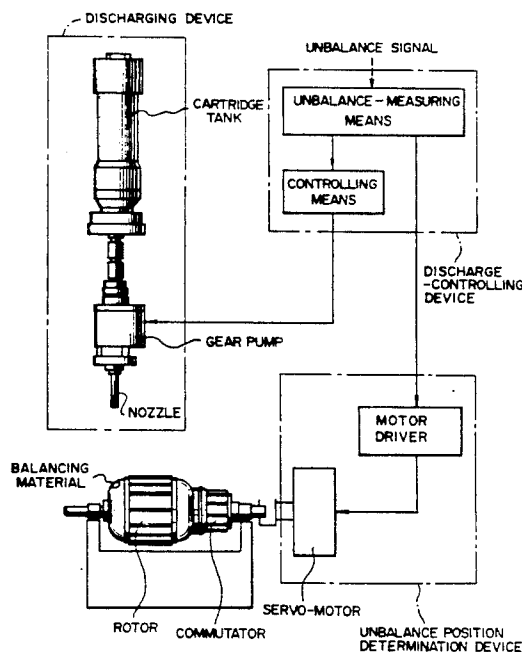 DISCHARGING DEVICE
UNBALANCE SIGNAL
CARTRIDGE
TANK
UNBALANCE-MEASURING
MEANS
CONTROLLING
MEANS
DISCHARGE
-CONTROLLING
DEVICE
GEAR PUMP
NOZZLE
MOTOR
DRIVER
BALANCING
MATERIAL
SERVO-MOTOR
ROTOR
COMMUTATOR
UNBALANCE POSITION
DETERMINATION DEVICE